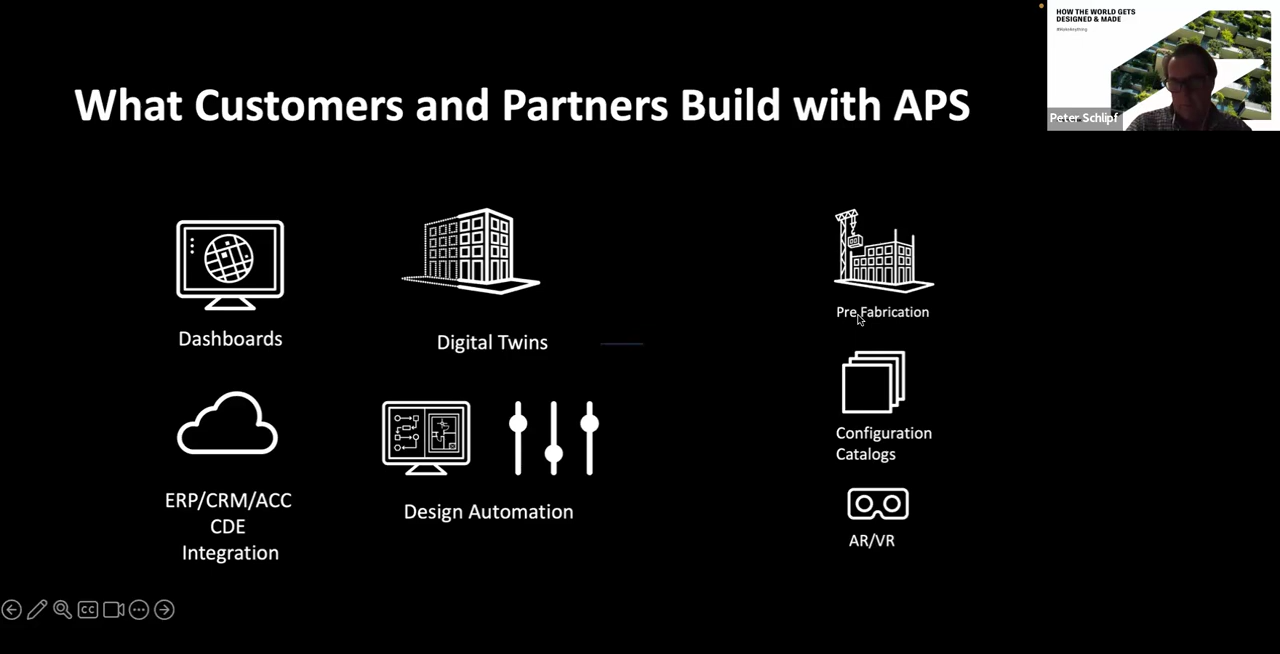 HOW THE WORLD GETS
DESIGNED & MADE
#MakeAnything
Peter Schlipf
What Customers and Partners Build with APS
Dashboards
Digital Twins
Pre Fabrication
Configuration
Catalogs
ERP/CRM/ACC
CDE
Integration
Design Automation
AR/VR
CC